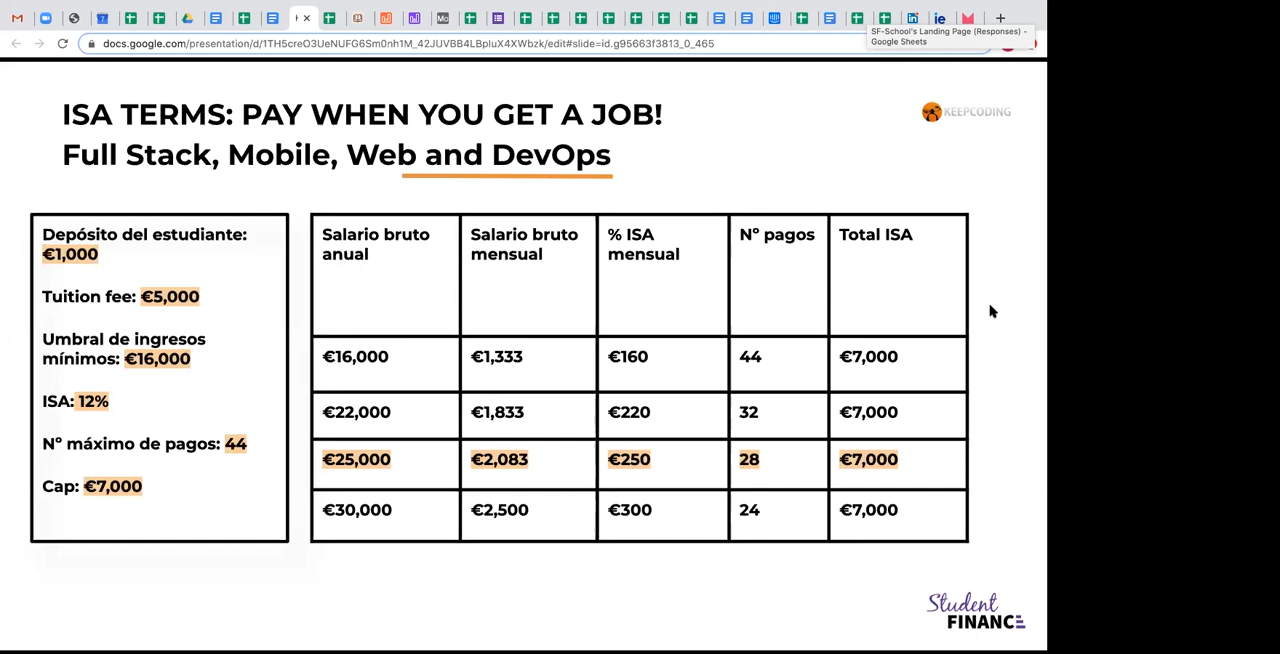 docs.google.com/presentation/d/1TH5creO3UeNUFG6Sm0nh1M_42JUVBB4LBpluX4XWbzk/edit#slide=id.g95663f3813_0_465
SF-School's Landing Page (Responses) -
Google Sheets
ISA TERMS: PAY WHEN YOU GET A JOB!
Full Stack, Mobile, Web and DevOps
KEEPCODING
Depósito del estudiante:
€1,000
Tuition fee: €5,000
Umbral de ingresos
mínimos: €16,000
ISA: 12%
Nº máximo de pagos: 44
Cap: €7,000
Salario bruto anual
Salario bruto mensual
% ISA mensual
Nº pagos
Total ISA
€16,000 €1,333 €160 44 €7,000
€22,000 €1,833 €220 32 €7,000
€25,000 €2,083 €250 28 €7,000
€30,000 €2,500 €300 24 €7,000
Student
FINANCE